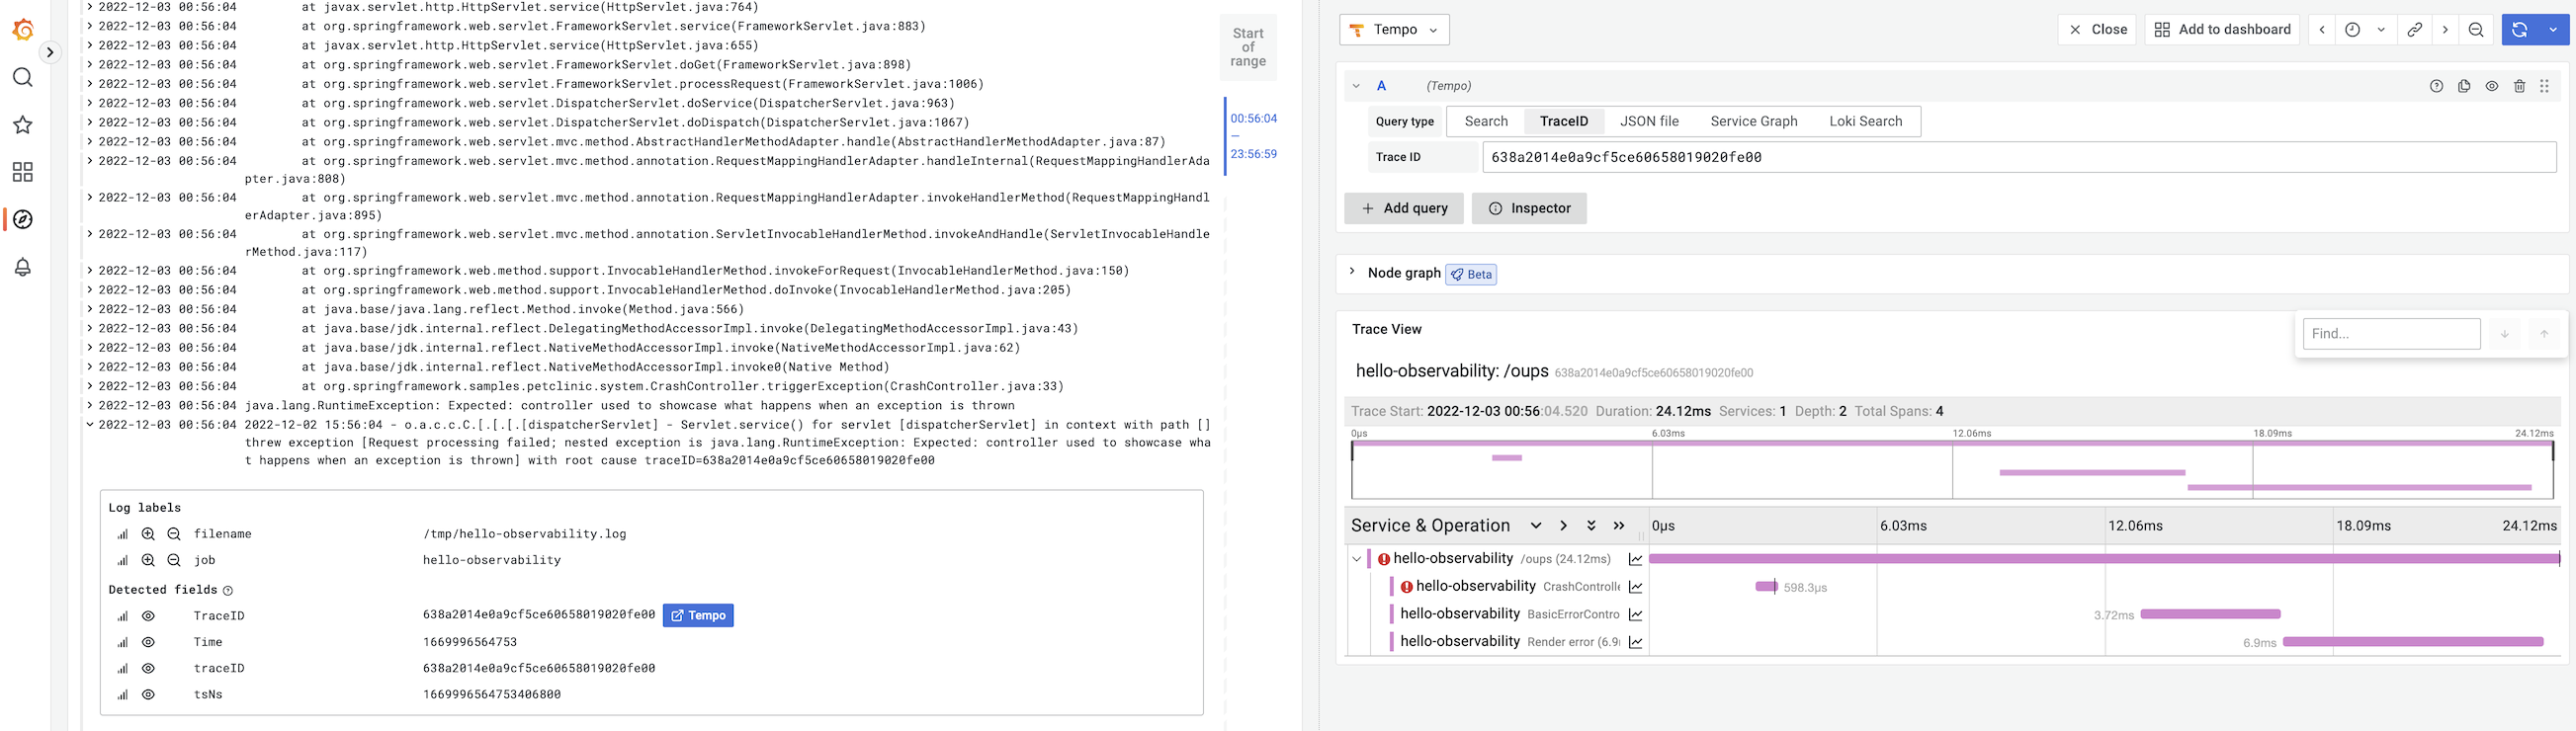 2022-12-03 00:56:04 at javax.servlet.http.HttpServlet.service(HttpServlet.java:764)
2022-12-03 00:56:04 at org.springframework.web.servlet.FrameworkServlet.service(FrameworkServlet.java:883)
2022-12-03 00:56:04 at javax.servlet.http.HttpServlet.service(HttpServlet.java:655)
2022-12-03 00:56:04 at org.springframework.web.servlet.FrameworkServlet.doGet(FrameworkServlet.java:898)
2022-12-03 00:56:04 at org.springframework.web.servlet.FrameworkServlet.processRequest(FrameworkServlet.java:1006)
2022-12-03 00:56:04 at org.springframework.web.servlet.DispatcherServlet.doService(DispatcherServlet.java:963)
2022-12-03 00:56:04 at org.springframework.web.servlet.DispatcherServlet.doDispatch(DispatcherServlet.java:1067)
2022-12-03 00:56:04 at org.springframework.web.servlet.mvc.method.AbstractHandlerMethodAdapter.handle(AbstractHandlerMethodAdapter.java:87)
2022-12-03 00:56:04 at org.springframework.web.servlet.mvc.method.annotation.RequestMappingHandlerAdapter.handleInternal(RequestMappingHandlerAda
pter.java:808)
2022-12-03 00:56:04 at org.springframework.web.servlet.mvc.method.annotation.RequestMappingHandlerAdapter.invokeHandlerMethod(RequestMappingHandl
erAdapter.java:895)
2022-12-03 00:56:04 at org.springframework.web.servlet.mvc.method.annotation.ServletInvocableHandlerMethod.invokeAndHandle(ServletInvocableHandle
rMethod.java:117)
2022-12-03 00:56:04 at org.springframework.web.method.support.InvocableHandlerMethod.invokeForRequest(InvocableHandlerMethod.java:150)
2022-12-03 00:56:04 at org.springframework.web.method.support.InvocableHandlerMethod.doInvoke(InvocableHandlerMethod.java:205)
2022-12-03 00:56:04 at java.base/java.lang.reflect.Method.invoke(Method.java:566)
2022-12-03 00:56:04 at java.base/jdk.internal.reflect.DelegatingMethodAccessorImpl.invoke(DelegatingMethodAccessorImpl.java:43)
2022-12-03 00:56:04 at java.base/jdk.internal.reflect.NativeMethodAccessorImpl.invoke(NativeMethodAccessorImpl.java:62)
2022-12-03 00:56:04 at java.base/jdk.internal.reflect.NativeMethodAccessorImpl.invoke0(Native Method)
2022-12-03 00:56:04 at org.springframework.samples.petclinic.system.CrashController.triggerException(CrashController.java:33)
2022-12-03 00:56:04 java.lang.RuntimeException: Expected: controller used to showcase what happens when an exception is thrown
2022-12-03 00:56:04 2022-12-02 15:56:04 - o.a.c.c.C.[.[.[.[dispatcherServlet] - Servlet.service() for servlet [dispatcherServlet] in context with path []
threw exception [Request processing failed; nested exception is java.lang.RuntimeException: Expected: controller used to showcase wha
t happens when an exception is thrown] with root cause traceID=638a2014e0a9cf5ce60658019020fe00
Log labels
filename /tmp/hello-observability.log
job hello-observability
Detected fields
TraceID 638a2014e0a9cf5ce60658019020fe00 Tempo
Time 1669996564753
traceID 638a2014e0a9cf5ce60658019020fe00
tsNs 1669996564753406800
Start
of
range
00:56:04
—
23:56:59
Tempo
Close Add to dashboard
A (Tempo)
Query type Search TraceID JSON file Service Graph Loki Search
Trace ID 638a2014e0a9cf5ce60658019020fe00
+ Add query Inspector
Node graph Beta
Trace View
Find...
hello-observability: /oups 638a2014e0a9cf5ce60658019020fe00
Trace Start: 2022-12-03 00:56:04.520 Duration: 24.12ms Services: 1 Depth: 2 Total Spans: 4
0μs 6.03ms 12.06ms 18.09ms 24.12ms
Service & Operation 0μs 6.03ms 12.06ms 18.09ms 24.12ms
hello-observability /oups (24.12ms)
hello-observability CrashControlle 598.3μs
hello-observability BasicErrorContro 3.72ms
hello-observability Render error (6.9 6.9ms